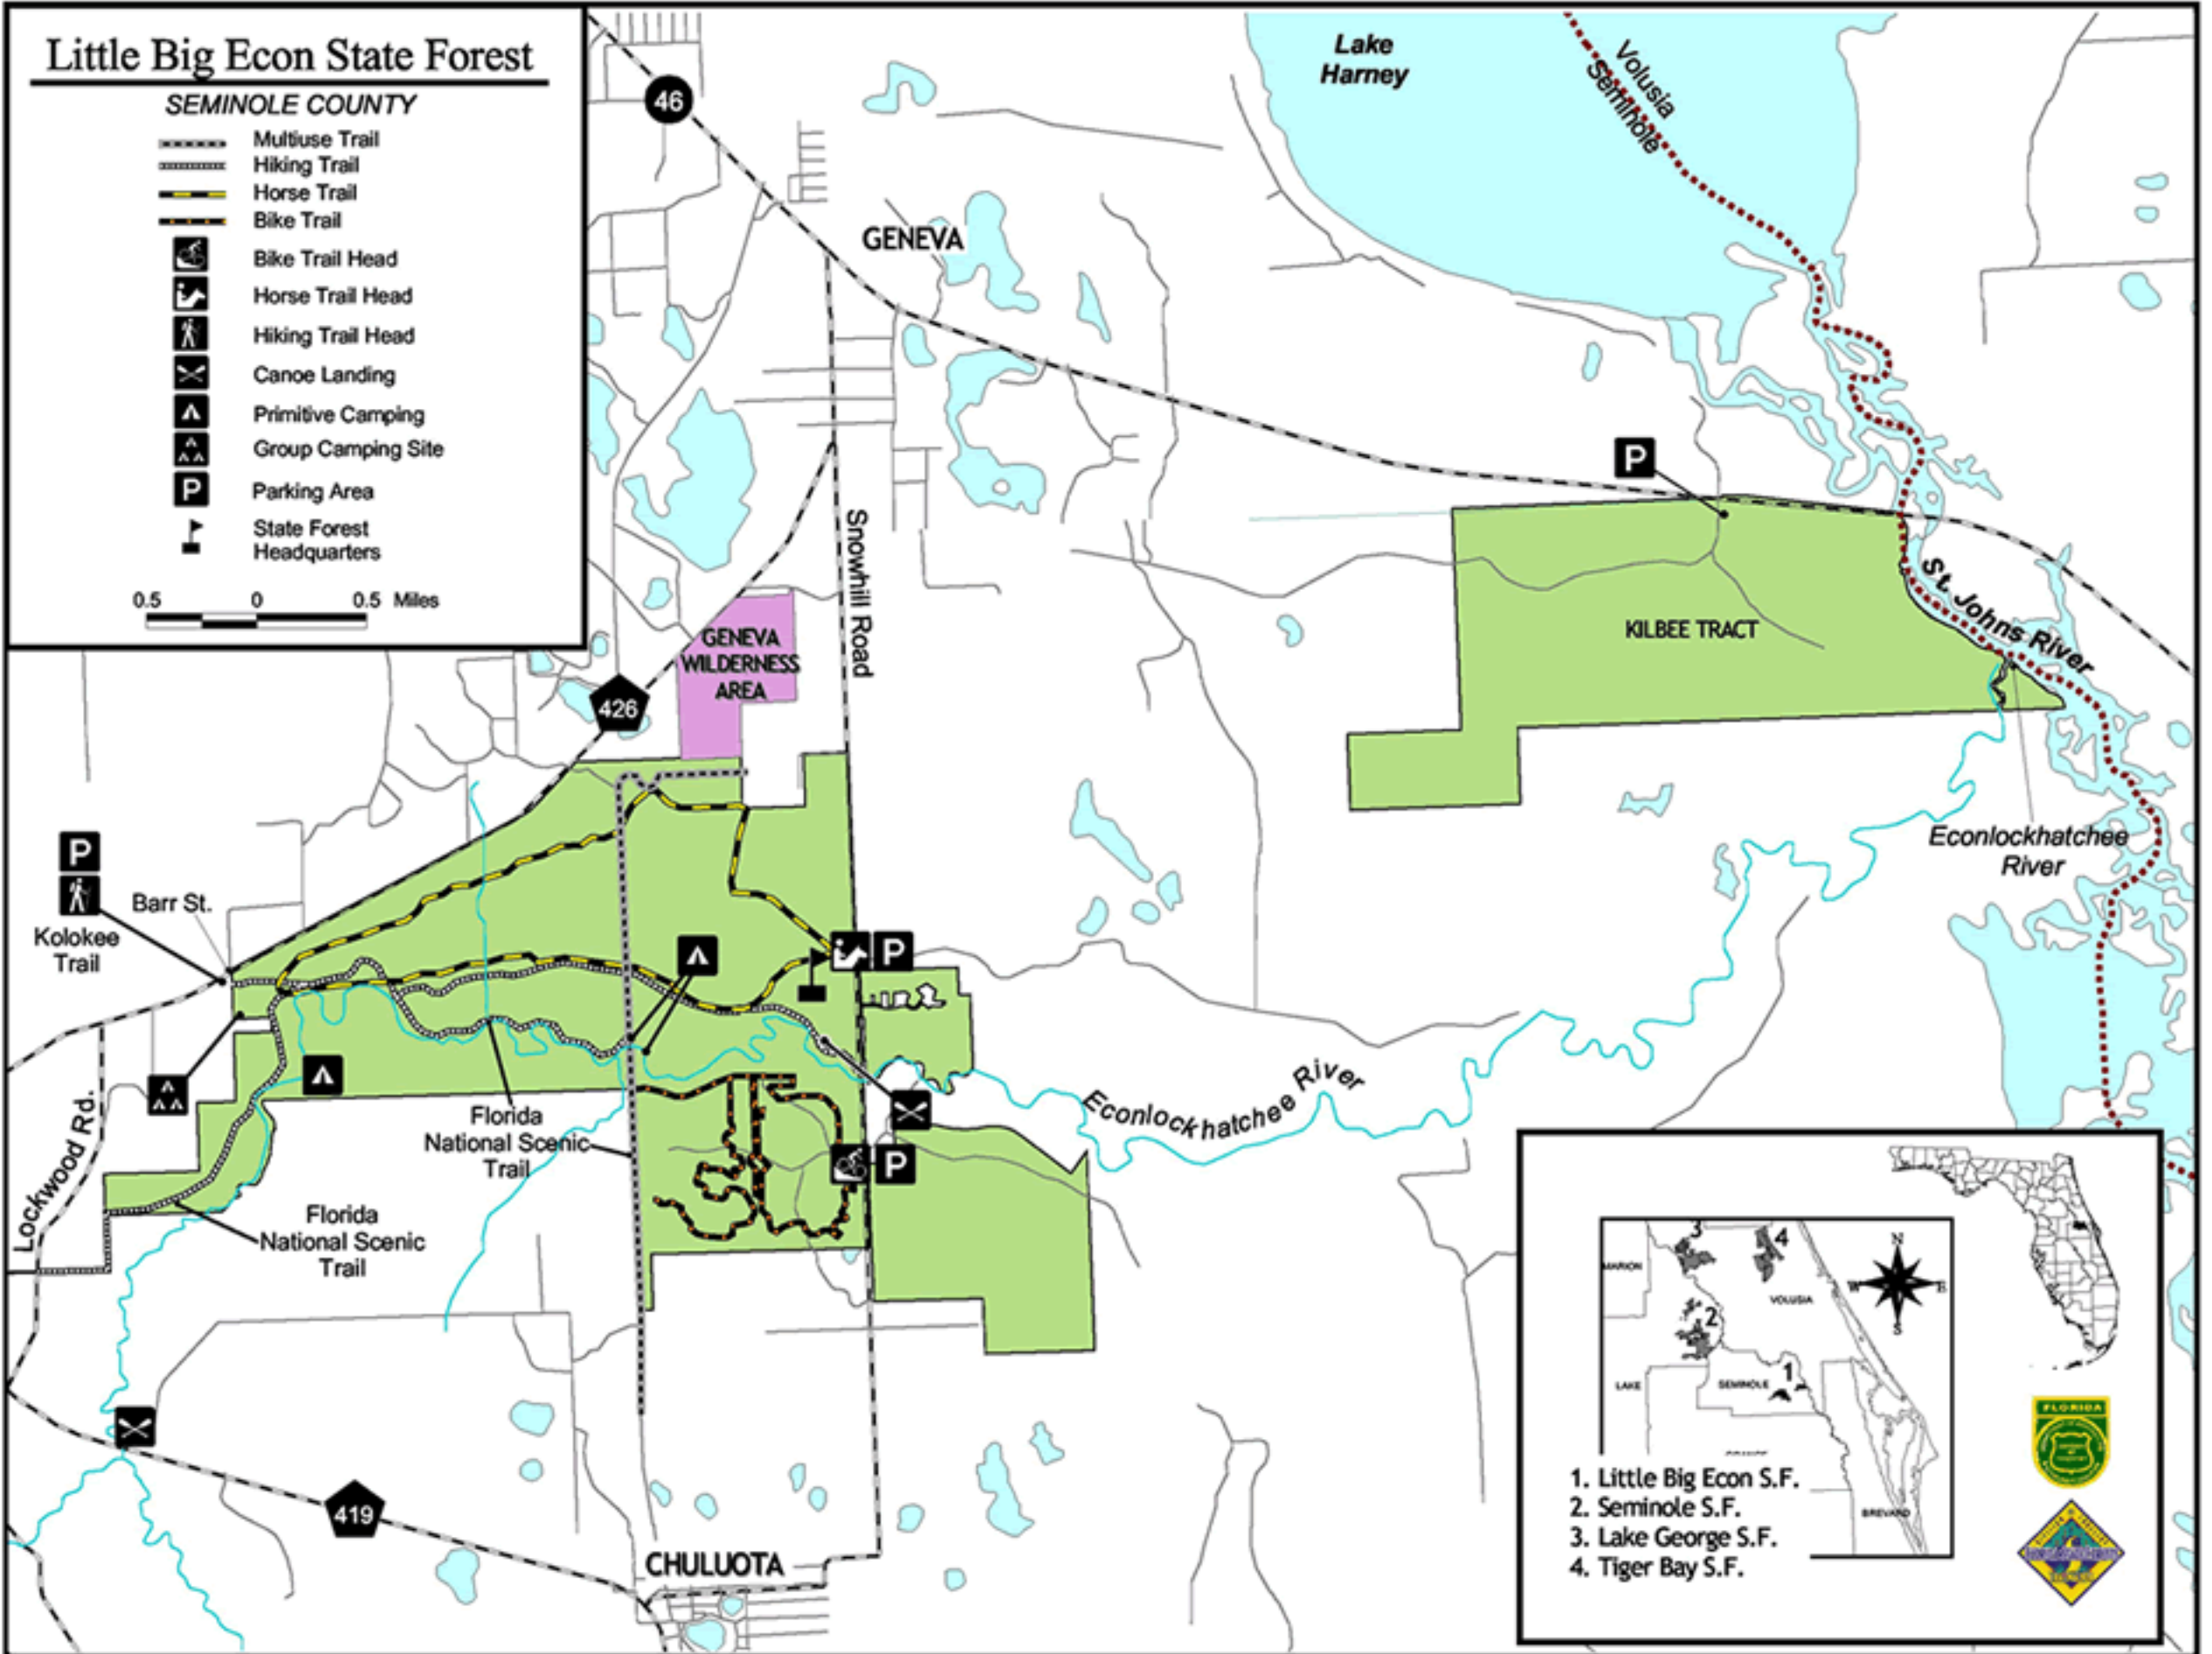 Little Big Econ State Forest
SEMINOLE COUNTY
Multiuse Trail
Hiking Trail
Horse Trail
Bike Trail
Bike Trail Head
Horse Trail Head
Hiking Trail Head
Canoe Landing
Primitive Camping
Group Camping Site
P
Parking Area
State Forest
Headquarters
0.5 0 0.5 Miles
46
Lake
Harney
Volusia
Seminole
GENEVA
P
Snowhill Road
St. Johns River
KILBEE TRACT
GENEVA
WILDERNESS
AREA
426
Econlockhatchee
River
P
Barr St.
Kolokee
Trail
P
Econlockhatchee River
Lockwood Rd.
Florida
National Scenic
Trail
P
Florida
National Scenic
Trail
419
CHULUOTA
3
4
MARION
VOLUSIA
N
W
E
S
2
LAKE
SEMINOLE
1
BREVARD
1. Little Big Econ S.F.
2. Seminole S.F.
3. Lake George S.F.
4. Tiger Bay S.F.
FLORIDA